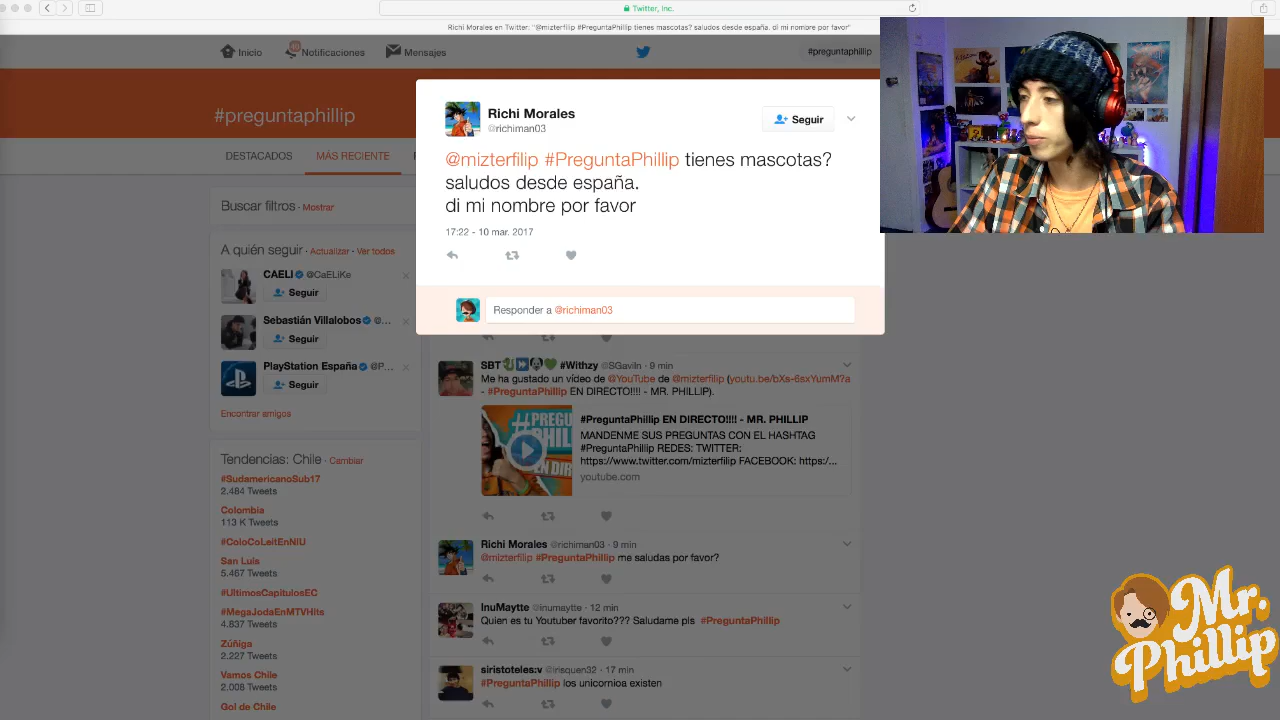 Twitter, Inc.
Richi Morales en Twitter: "@mizterfilip #PreguntaPhillip tienes mascotas? saludos desde españa. di mi nombre por favor"
Inicio
Notificaciones
Mensajes
#preguntaphillip
#preguntaphillip
DESTACADOS
MÁS RECIENTE
Richi Morales
@richiman03
Seguir
@mizterfilip #PreguntaPhillip tienes mascotas?
saludos desde españa.
di mi nombre por favor
17:22 - 10 mar. 2017
Responder a @richiman03
Buscar filtros · Mostrar
A quién seguir · Actualizar · Ver todos
CAELI @CaELiKe
Seguir
Sebastián Villalobos @...
Seguir
PlayStation España @P...
Seguir
Encontrar amigos
Tendencias: Chile · Cambiar
#SudamericanoSub17
2.484 Tweets
Colombia
113 K Tweets
#ColoCoLeitEnNIU
San Luis
5.467 Tweets
#UltimosCapitulosEC
#MegaJodaEnMTVHits
4.837 Tweets
Zúñiga
2.227 Tweets
Vamos Chile
2.008 Tweets
Gol de Chile
#Withzy @SGaviln · 9 min
Me ha gustado un vídeo de @YouTube de @mizterfilip (youtu.be/bXs-6sxYumM?a
- #PreguntaPhillip EN DIRECTO!!!! - MR. PHILLIP).
#PreguntaPhillip EN DIRECTO!!!! - MR. PHILLIP
MANDENME SUS PREGUNTAS CON EL HASHTAG
#PreguntaPhillip REDES: TWITTER:
https://www.twitter.com/mizterfilip FACEBOOK: https:/...
youtube.com
Richi Morales @richiman03 · 9 min
@mizterfilip #PreguntaPhillip me saludas por favor?
InuMaytte @inumaytte · 12 min
Quien es tu Youtuber favorito??? Saludame pls #PreguntaPhillip
siristoteles:v @irisquen32 · 17 min
#PreguntaPhillip los unicornioa existen
Mr.
Phillip